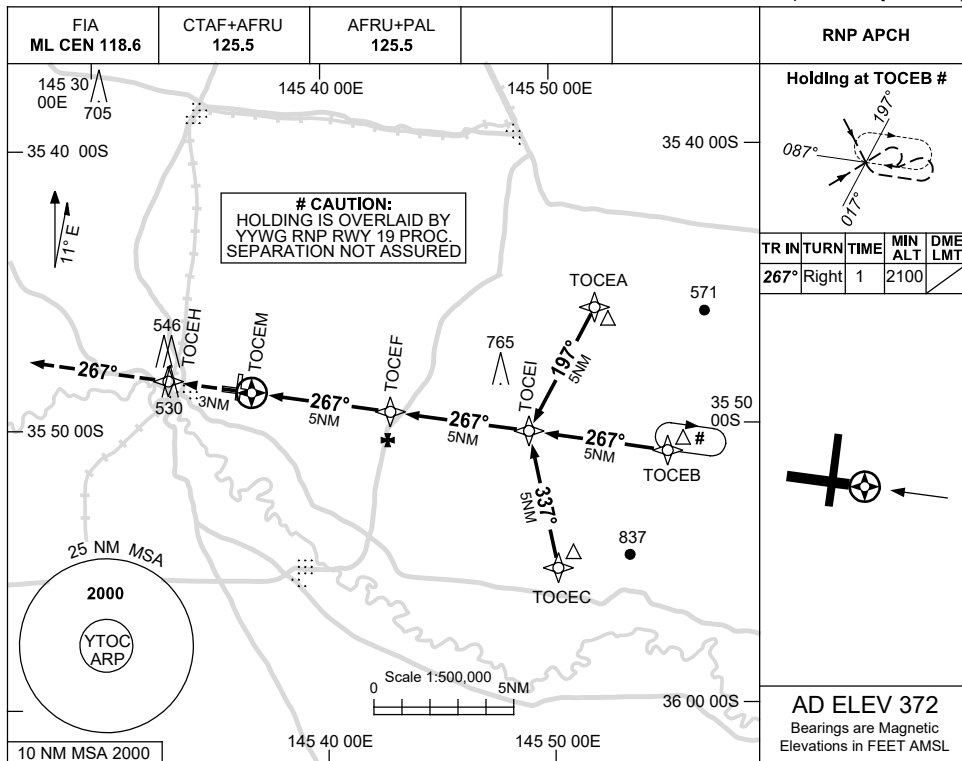 FIA
ML CEN 118.6
CTAF+AFRU
125.5
AFRU+PAL
125.5
RNP APCH
145 30
00E
705
145 40 00E
145 50 00E
35 40 00S
35 40 00S
11° E
# CAUTION:
HOLDING IS OVERLAID BY
YYWG RNP RWY 19 PROC.
SEPARATION NOT ASSURED
Holding at TOCEB #
197°
087°
017°
TR IN TURN TIME MIN ALT DME LMT
267° Right 1 2100
TOCEA
571
197°
5NM
765
546
TOCEH
TOCEM
TOCEF
TOCEI
267°
530
3NM
267°
5NM
267°
5NM
267°
5NM
#
TOCEB
35 50
00S
35 50 00S
337°
5NM
837
TOCEC
25 NM MSA
2000
YTOC
ARP
Scale 1:500,000
0 5NM
36 00 00S
10 NM MSA 2000
145 40 00E
145 50 00E
AD ELEV 372
Bearings are Magnetic
Elevations in FEET AMSL